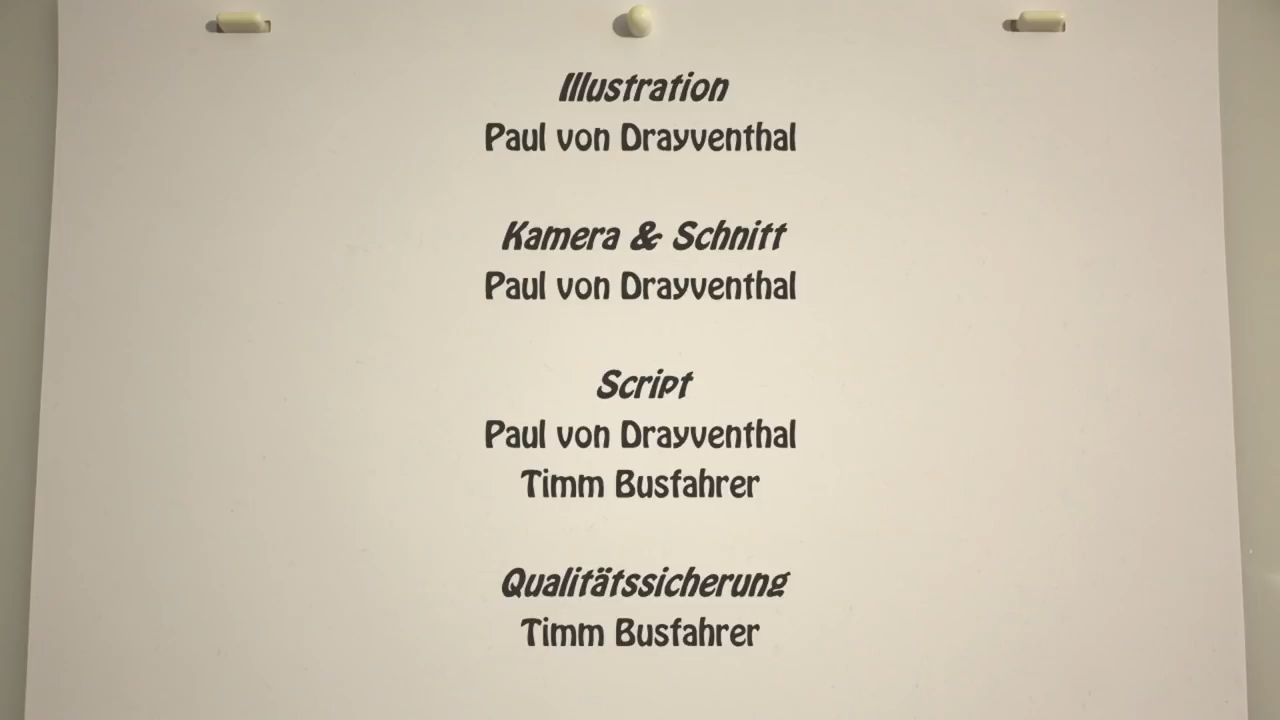 Illustration
Paul von Drayventhal
Kamera & Schnitt
Paul von Drayventhal
Script
Paul von Drayventhal
Timm Busfahrer
Qualitätssicherung
Timm Busfahrer